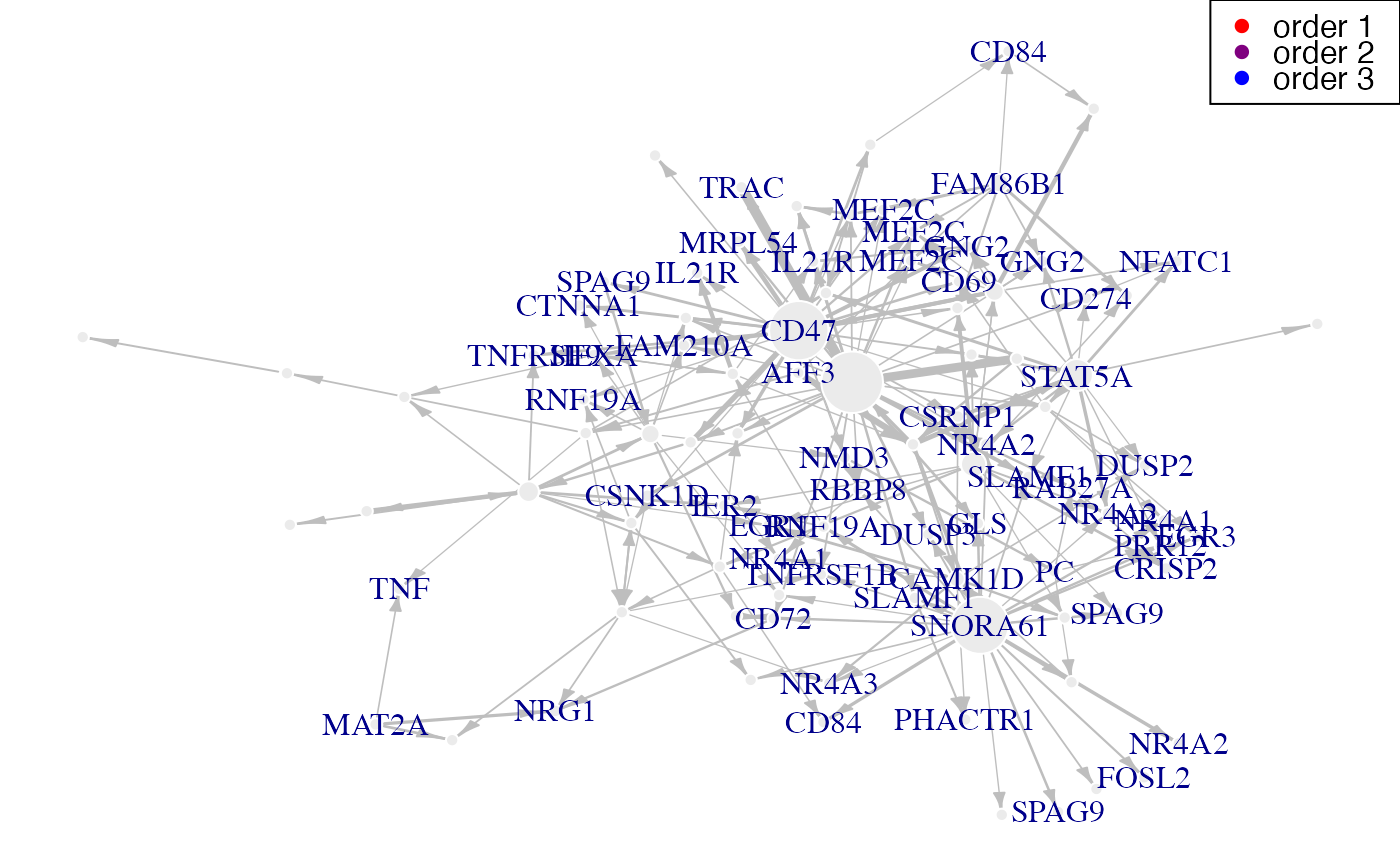 order 1
order 2
order 3
CD84
TRAC
FAM86B1
MEF2C
MEF2C
MRPL54
GNG2
IL21R
MEF2C
GNG2
NFATC1
IL21R
SPAG9
CD69
CD274
CTNNA1
CD47
FAM210A
TNFRSF9
HEXA
AFF3
STAT5A
RNF19A
CSRNP1
NR4A2
NMD3
DUSP2
SLAMF1
RAB27A
RBBP8
CSNK1D
IER2
NR4A2
NR4A1
EGR1
RNF19A
GLS
DUSP5
EGR3
PRR12
NR4A1
CRISP2
PC
TNFRSF1B
CAMK1D
TNF
SLAMF1
SPAG9
CD72
SNORA61
NR4A3
NRG1
MAT2A
CD84
PHACTR1
NR4A2
FOSL2
SPAG9